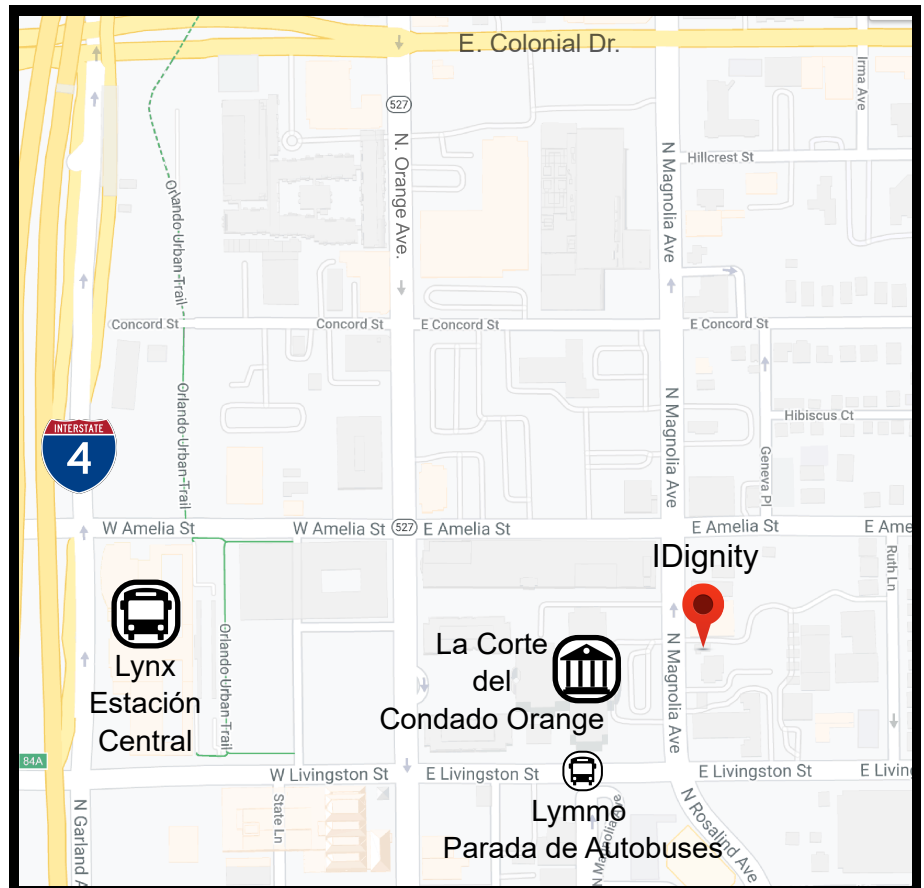 E. Colonial Dr.
527
N. Orange Ave.
Irma Ave
N Magnolia Ave
Hillcrest St
Orlando Urban Trail
Concord St
Concord St
E Concord St
E Concord St
Orlando Urban Trail
N Magnolia Ave
Hibiscus Ct
Geneva Pl
INTERSTATE
4
W Amelia St
W Amelia St
527
E Amelia St
E Amelia St
E Ame
Ruth Ln
IDignity
Lynx
Estación
Central
Orlando Urban Trail
La Corte
del
Condado Orange
N Magnolia Ave
84A
W Livingston St
E Livingston St
E Livingston St
E Livin
State Ln
N Garland A
Lymmo
Parada de Autobuses
N Magnolia Ave
N Rosalind Ave